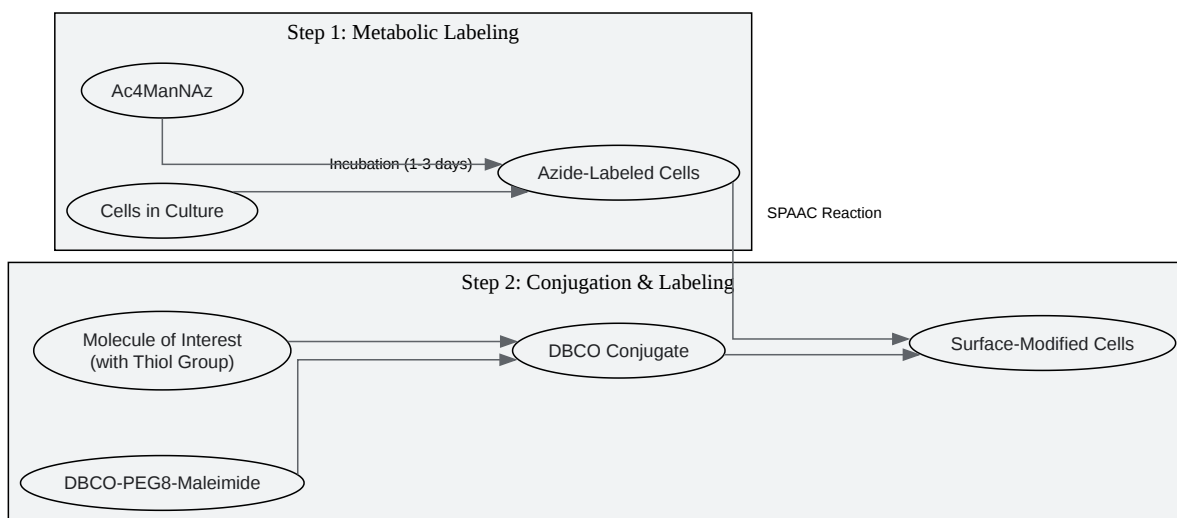 Step 1: Metabolic Labeling
Ac4ManNAz
Incubation (1-3 days)
Azide-Labeled Cells
Cells in Culture
SPAAC Reaction
Step 2: Conjugation & Labeling
Molecule of Interest
(with Thiol Group)
DBCO Conjugate
Surface-Modified Cells
DBCO-PEG8-Maleimide